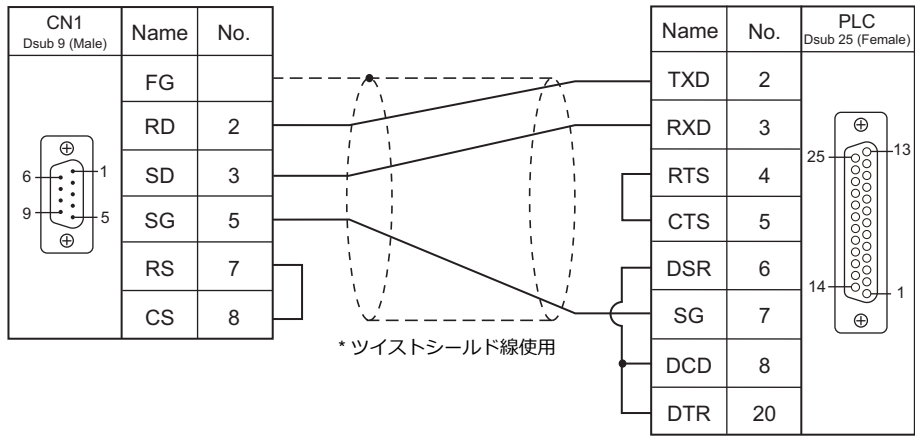 CN1
Dsub 9 (Male)
Name No.
FG
RD 2
SD 3
SG 5
RS 7
CS 8
6
1
9
5
* ツイストシールド線使用
Name No.
PLC
Dsub 25 (Female)
TXD 2
RXD 3
RTS 4
CTS 5
DSR 6
SG 7
DCD 8
DTR 20
25
13
14
1